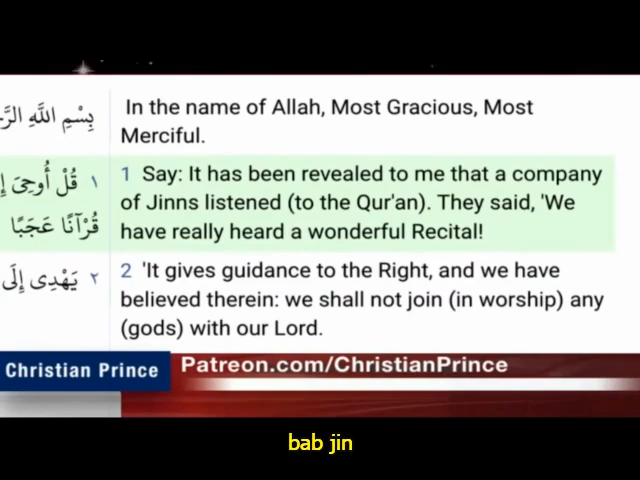 بِسْمِ اللَّهِ
In the name of Allah, Most Gracious, Most
Merciful.
١ قُلْ أُوحِىَ
1 Say: It has been revealed to me that a company
of Jinns listened (to the Qur'an). They said, 'We
قُرْآنًا عَجَبًا
have really heard a wonderful Recital!
٢ يَهْدِى إِلَى
2 'It gives guidance to the Right, and we have
believed therein: we shall not join (in worship) any
(gods) with our Lord.
Christian Prince
Patreon.com/ChristianPrince
bab jin